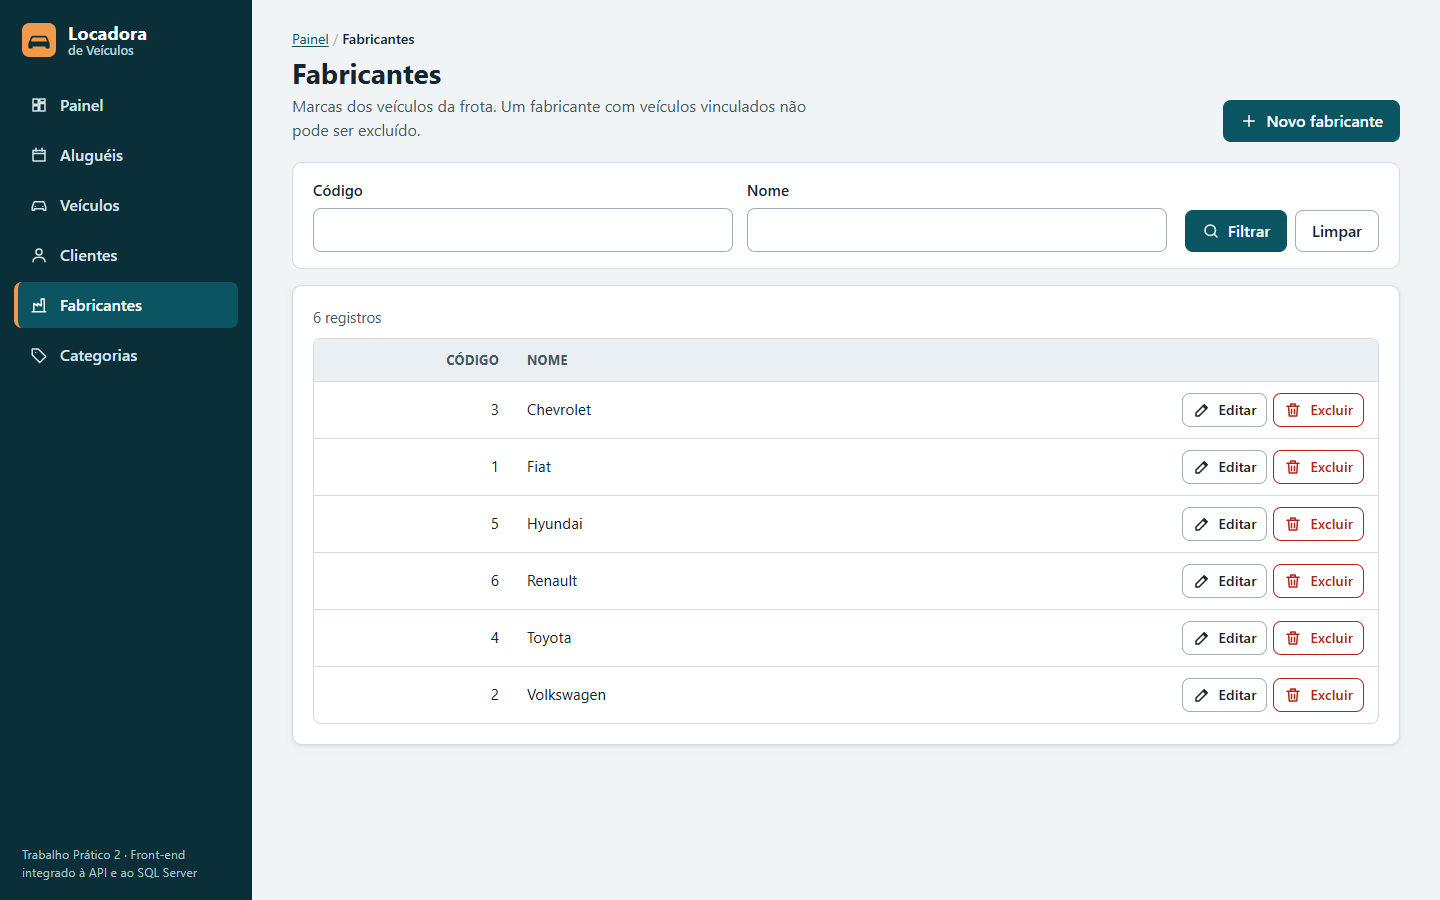 Locadora
de Veículos
Painel
Aluguéis
Veículos
Clientes
Fabricantes
Categorias
Trabalho Prático 2 · Front-end
integrado à API e ao SQL Server
Painel / Fabricantes
Fabricantes
Marcas dos veículos da frota. Um fabricante com veículos vinculados não
pode ser excluído.
Novo fabricante
Código Nome
Filtrar Limpar
6 registros
CÓDIGO NOME
3 Chevrolet Editar Excluir
1 Fiat Editar Excluir
5 Hyundai Editar Excluir
6 Renault Editar Excluir
4 Toyota Editar Excluir
2 Volkswagen Editar Excluir